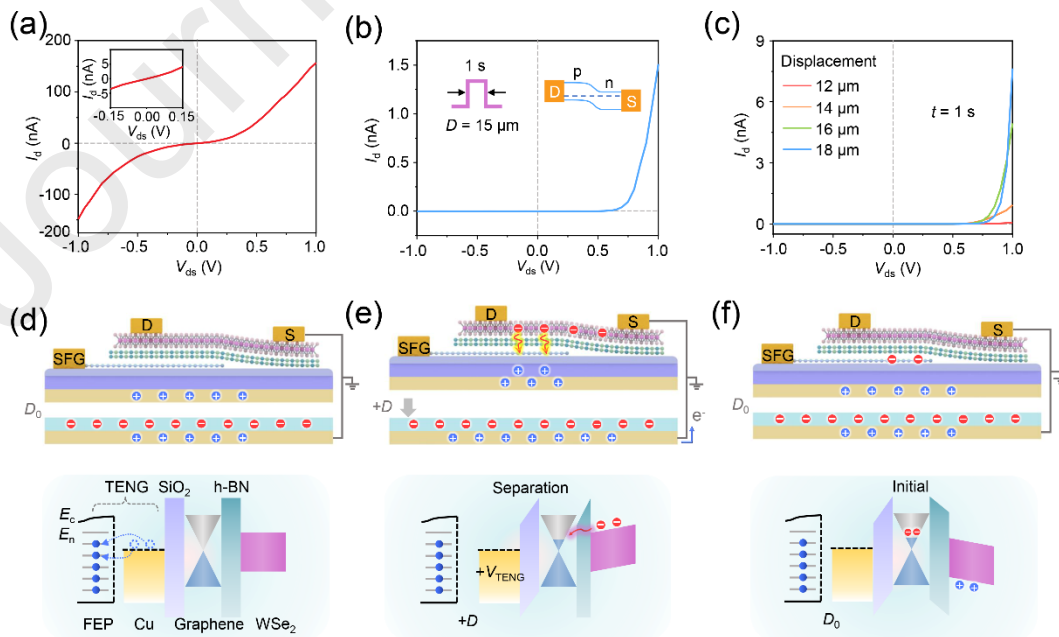 Journ
(a)
200
100
0
-100
-200
I_d (nA)
-1.0 -0.5 0.0 0.5 1.0
V_ds (V)
5
0
-5
I_d (nA)
-0.15 0.00 0.15
V_ds (V)
(b)
1.5
1.0
0.5
0.0
I_d (nA)
-1.0 -0.5 0.0 0.5 1.0
V_ds (V)
1 s
D = 15 μm
p
n
D
S
(c)
9
6
3
0
I_d (nA)
-1.0 -0.5 0.0 0.5 1.0
V_ds (V)
Displacement
12 μm
14 μm
16 μm
18 μm
t = 1 s
(d)
D
S
SFG
D_0
TENG SiO_2 h-BN
E_c
E_n
FEP Cu Graphene WSe_2
(e)
D
S
SFG
+D
e^-
Separation
+V_TENG
+D
(f)
D
S
SFG
D_0
Initial
D_0